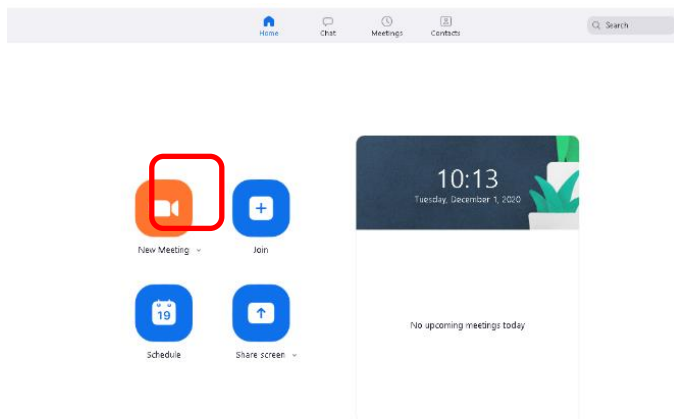 Home
Chat
Meetings
Contacts
Search
New Meeting
Join
19
Schedule
Share screen
10:13
Tuesday, December 1, 2020
No upcoming meetings today